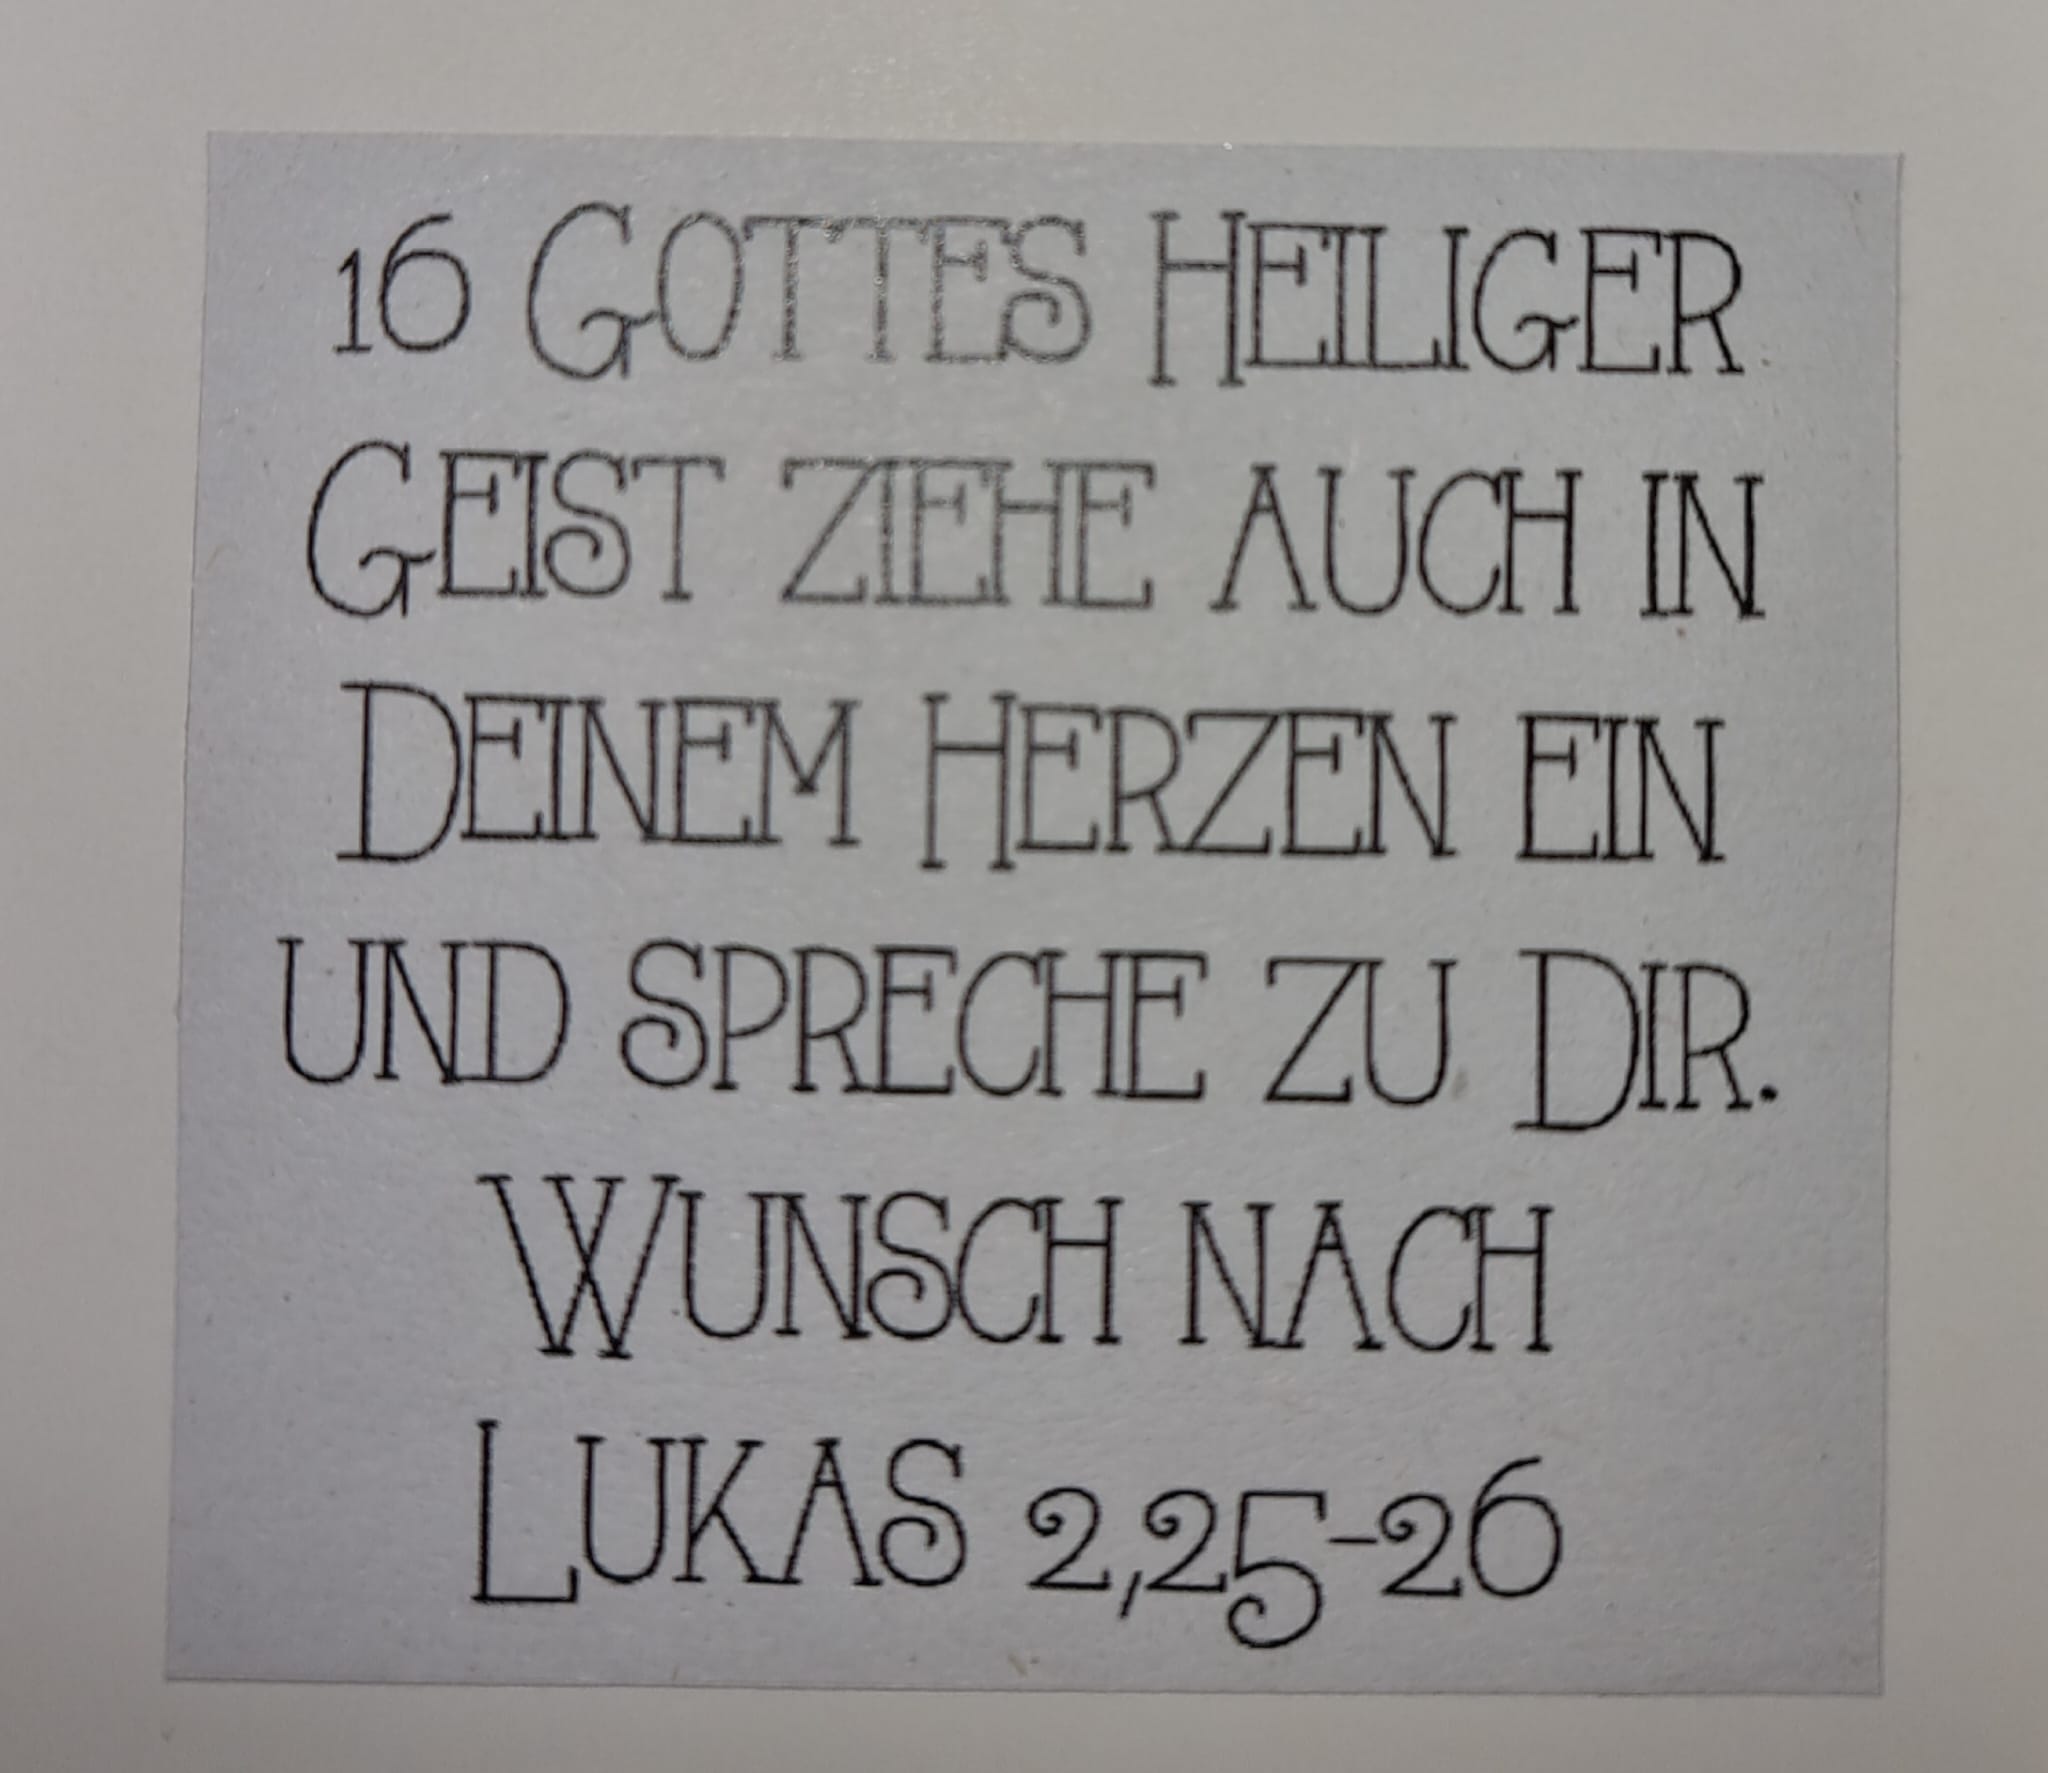 16 Gottes Heiliger
Geist ziehe auch in
Deinem Herzen ein
und spreche zu Dir.
Wunsch nach
Lukas 2,25-26